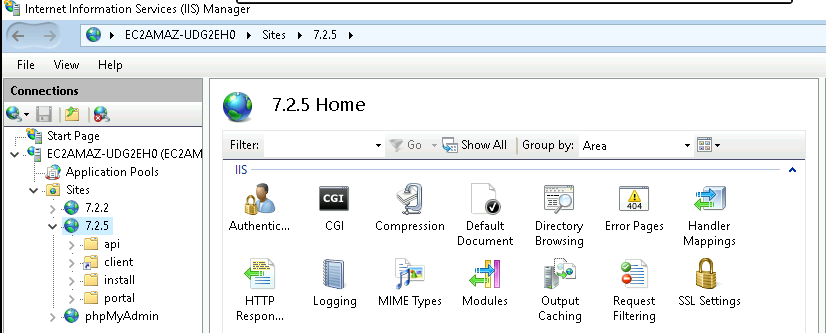 Internet Information Services (IIS) Manager
EC2AMAZ-UDG2EH0 Sites 7.2.5
File View Help
Connections
Start Page
EC2AMAZ-UDG2EH0 (EC2AM
Application Pools
Sites
7.2.2
7.2.5
api
client
install
portal
phpMyAdmin
7.2.5 Home
Filter: Go Show All Group by: Area
IIS
Authentic... CGI Compression Default Document Directory Browsing Error Pages Handler Mappings
CGI
404
HTTP Respon... Logging MIME Types Modules Output Caching Request Filtering SSL Settings